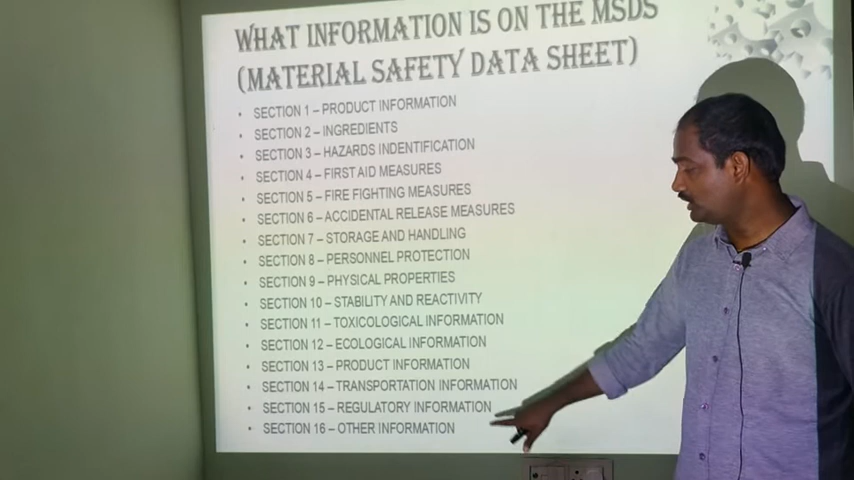 WHAT INFORMATION IS ON THE MSDS
(MATERIAL SAFETY DATA SHEET)
• SECTION 1 – PRODUCT INFORMATION
• SECTION 2 – INGREDIENTS
• SECTION 3 – HAZARDS INDENTIFICATION
• SECTION 4 – FIRST AID MEASURES
• SECTION 5 – FIRE FIGHTING MEASURES
• SECTION 6 – ACCIDENTAL RELEASE MEASURES
• SECTION 7 – STORAGE AND HANDLING
• SECTION 8 – PERSONNEL PROTECTION
• SECTION 9 – PHYSICAL PROPERTIES
• SECTION 10 – STABILITY AND REACTIVITY
• SECTION 11 – TOXICOLOGICAL INFORMATION
• SECTION 12 – ECOLOGICAL INFORMATION
• SECTION 13 – PRODUCT INFORMATION
• SECTION 14 – TRANSPORTATION INFORMATION
• SECTION 15 – REGULATORY INFORMATION
• SECTION 16 – OTHER INFORMATION